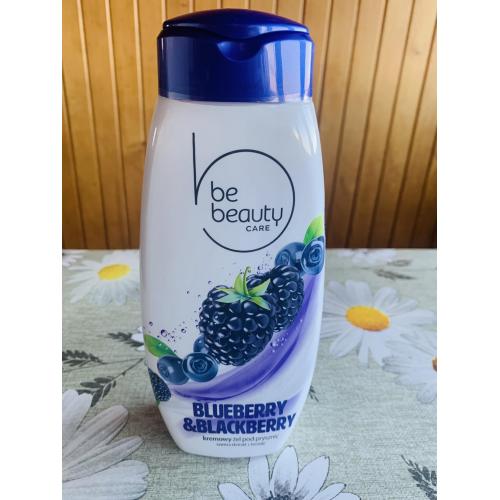 be
beauty
CARE
BLUEBERRY
&BLACKBERRY
kremowy żel pod prysznic